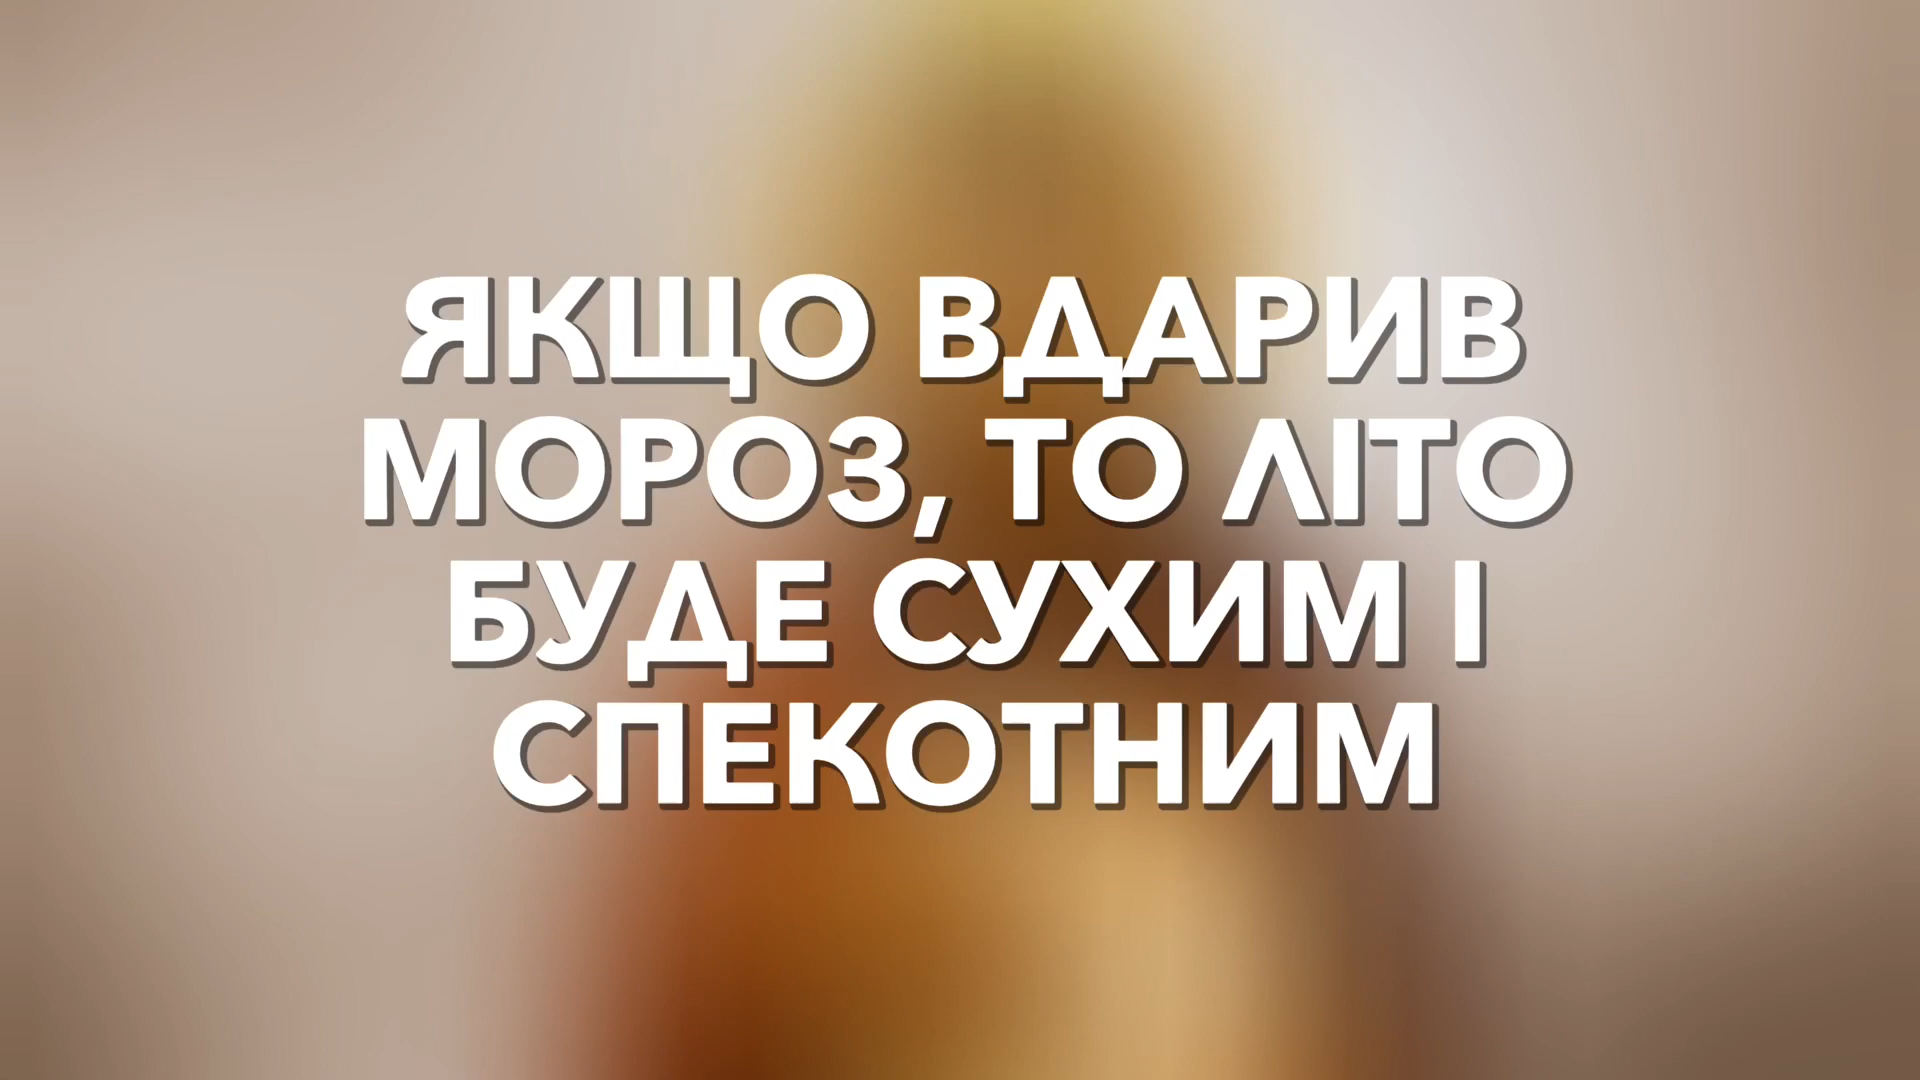 ЯКЩО ВДАРИВ
МОРОЗ, ТО ЛІТО
БУДЕ СУХИМ І
СПЕКОТНИМ